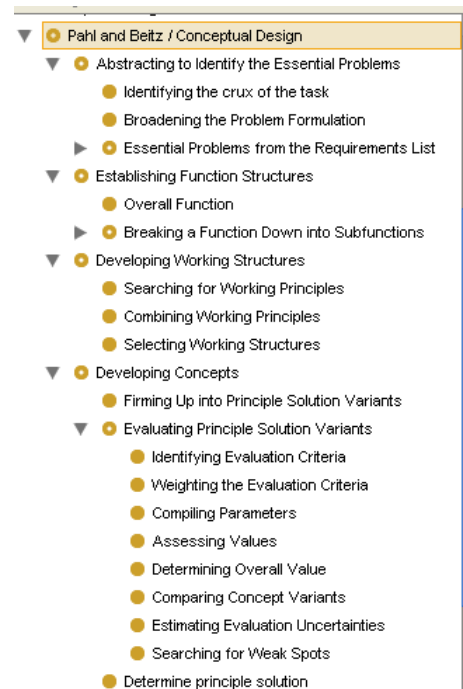 Pahl and Beitz / Conceptual Design
Abstracting to Identify the Essential Problems
Identifying the crux of the task
Broadening the Problem Formulation
Essential Problems from the Requirements List
Establishing Function Structures
Overall Function
Breaking a Function Down into Subfunctions
Developing Working Structures
Searching for Working Principles
Combining Working Principles
Selecting Working Structures
Developing Concepts
Firming Up into Principle Solution Variants
Evaluating Principle Solution Variants
Identifying Evaluation Criteria
Weighting the Evaluation Criteria
Compiling Parameters
Assessing Values
Determining Overall Value
Comparing Concept Variants
Estimating Evaluation Uncertainties
Searching for Weak Spots
Determine principle solution